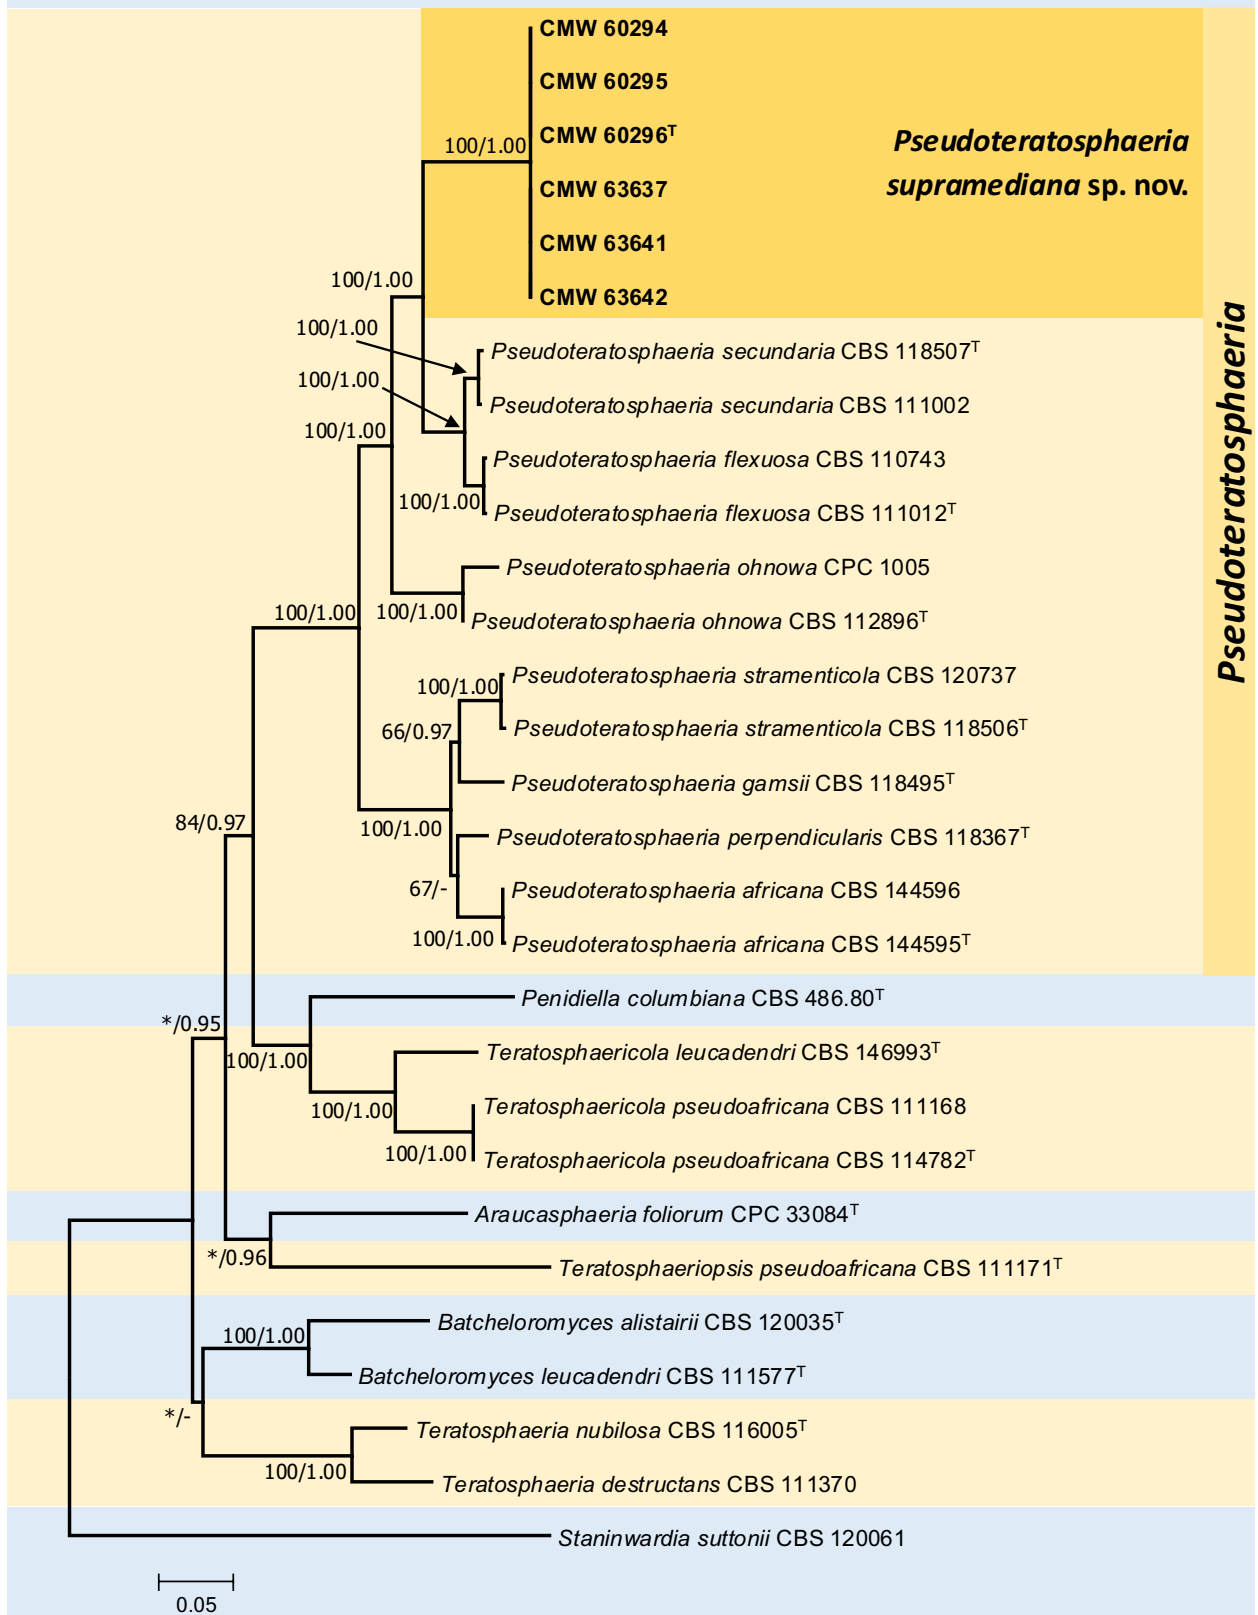 CMW 60294
CMW 60295
CMW 60296T
100/1.00
Pseudoteratosphaeria
supramediana sp. nov.
CMW 63637
CMW 63641
CMW 63642
100/1.00
100/1.00
Pseudoteratosphaeria secundaria CBS 118507T
100/1.00
Pseudoteratosphaeria secundaria CBS 111002
100/1.00
Pseudoteratosphaeria flexuosa CBS 110743
100/1.00
Pseudoteratosphaeria flexuosa CBS 111012T
Pseudoteratosphaeria ohnowa CPC 1005
100/1.00
100/1.00
Pseudoteratosphaeria ohnowa CBS 112896T
Pseudoteratosphaeria
Pseudoteratosphaeria stramenticola CBS 120737
100/1.00
Pseudoteratosphaeria stramenticola CBS 118506T
66/0.97
Pseudoteratosphaeria gamsii CBS 118495T
84/0.97
100/1.00
Pseudoteratosphaeria perpendicularis CBS 118367T
67/-
Pseudoteratosphaeria africana CBS 144596
100/1.00
Pseudoteratosphaeria africana CBS 144595T
Penidiella columbiana CBS 486.80T
*/0.95
100/1.00
Teratosphaericola leucadendri CBS 146993T
100/1.00
Teratosphaericola pseudoafricana CBS 111168
100/1.00
Teratosphaericola pseudoafricana CBS 114782T
Araucasphaeria foliorum CPC 33084T
*/0.96
Teratosphaeriopsis pseudoafricana CBS 111171T
Batcheloromyces alistairii CBS 120035T
100/1.00
Batcheloromyces leucadendri CBS 111577T
*/-
Teratosphaeria nubilosa CBS 116005T
100/1.00
Teratosphaeria destructans CBS 111370
Staninwardia suttonii CBS 120061
0.05